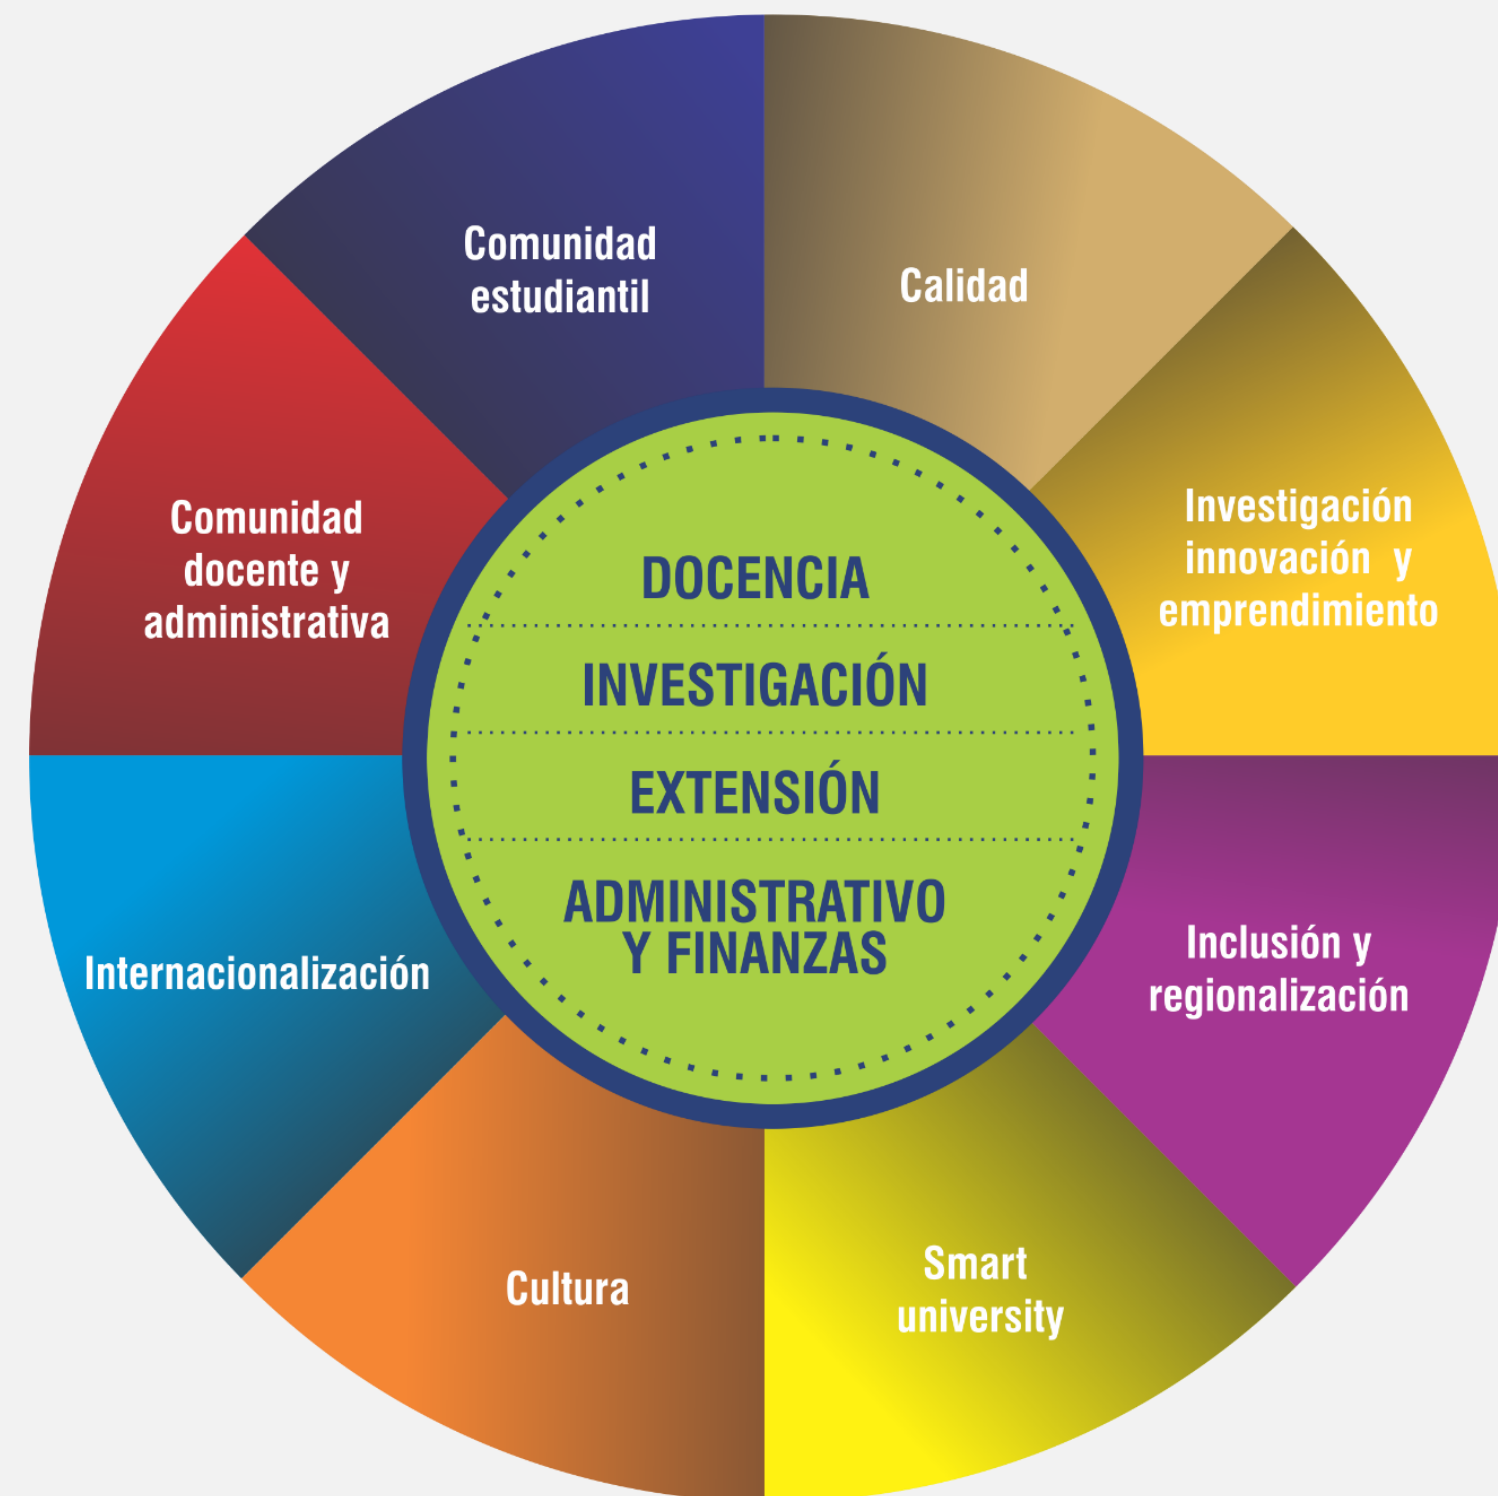 Comunidad
estudiantil
Calidad
Investigación
innovación y
emprendimiento
Inclusión y
regionalización
Smart
university
Cultura
Internacionalización
Comunidad
docente y
administrativa
DOCENCIA
INVESTIGACIÓN
EXTENSIÓN
ADMINISTRATIVO
Y FINANZAS